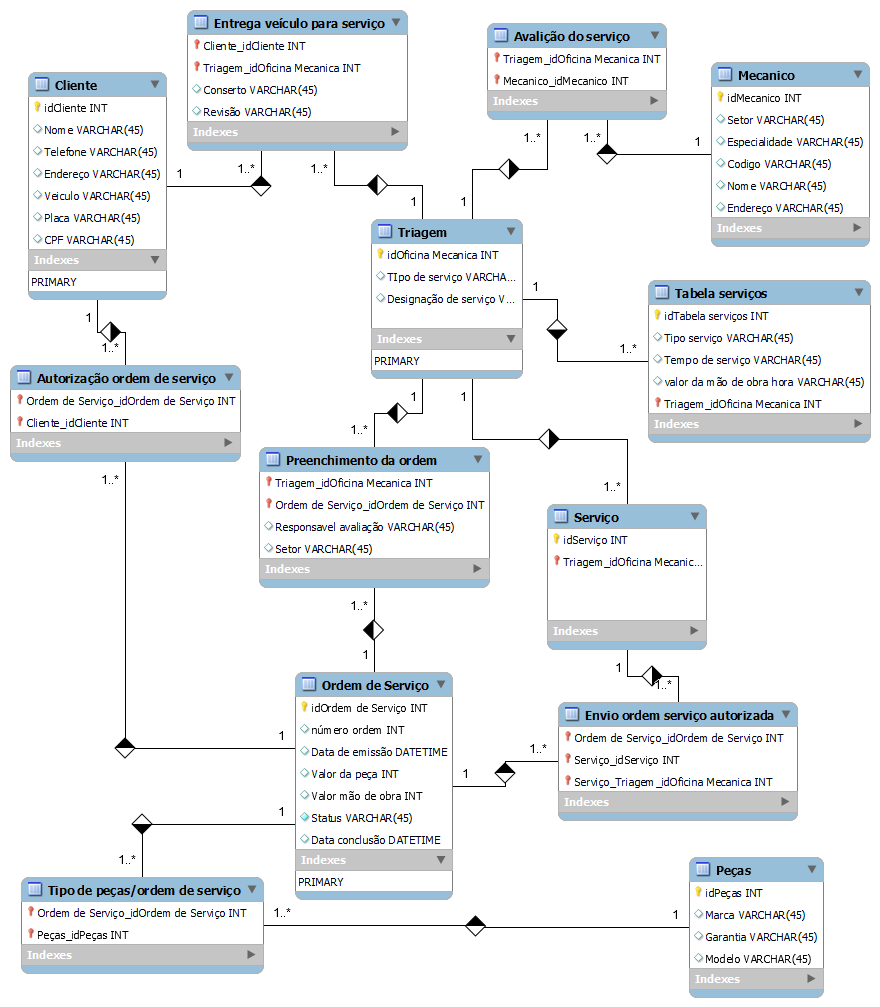 Entrega veículo para serviço
Cliente_idCliente INT
Triagem_idOficina Mecanica INT
Conserto VARCHAR(45)
Revisão VARCHAR(45)
Indexes
Avalição do serviço
Triagem_idOficina Mecanica INT
Mecanico_idMecanico INT
Indexes
Mecanico
idMecanico INT
Setor VARCHAR(45)
Especialidade VARCHAR(45)
Codigo VARCHAR(45)
Nome VARCHAR(45)
Endereço VARCHAR(45)
Indexes
Cliente
idCliente INT
Nome VARCHAR(45)
Telefone VARCHAR(45)
Endereço VARCHAR(45)
Veiculo VARCHAR(45)
Placa VARCHAR(45)
CPF VARCHAR(45)
Indexes
PRIMARY
1
1..*
1..*
1
1..*
1
1..*
1
Triagem
idOficina Mecanica INT
TIpo de serviço VARCHA...
Designação de serviço V...
Indexes
PRIMARY
1
1..*
Tabela serviços
idTabela serviços INT
Tipo serviço VARCHAR(45)
Tempo de serviço VARCHAR(45)
valor da mão de obra hora VARCHAR(45)
Triagem_idOficina Mecanica INT
Indexes
1
1..*
Autorização ordem de serviço
Ordem de Serviço_idOrdem de Serviço INT
Cliente_idCliente INT
Indexes
1..*
1
1
1..*
Preenchimento da ordem
Triagem_idOficina Mecanica INT
Ordem de Serviço_idOrdem de Serviço INT
Responsavel avaliação VARCHAR(45)
Setor VARCHAR(45)
Indexes
1
1..*
Serviço
idServiço INT
Triagem_idOficina Mecanic...
Indexes
1..*
1
1
1..*
Ordem de Serviço
idOrdem de Serviço INT
número ordem INT
Data de emissão DATETIME
Valor da peça INT
Valor mão de obra INT
Status VARCHAR(45)
Data conclusão DATETIME
Indexes
PRIMARY
1
1..*
Envio ordem serviço autorizada
Ordem de Serviço_idOrdem de Serviço INT
Serviço_idServiço INT
Serviço_Triagem_idOficina Mecanica INT
Indexes
1
1..*
Tipo de peças/ordem de serviço
Ordem de Serviço_idOrdem de Serviço INT
Peças_idPeças INT
Indexes
1..*
1
Peças
idPeças INT
Marca VARCHAR(45)
Garantia VARCHAR(45)
Modelo VARCHAR(45)
Indexes